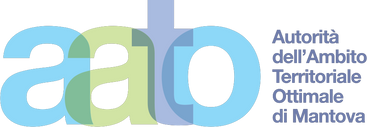 aato
Autorità
dell'Ambito
Territoriale
Ottimale
di Mantova